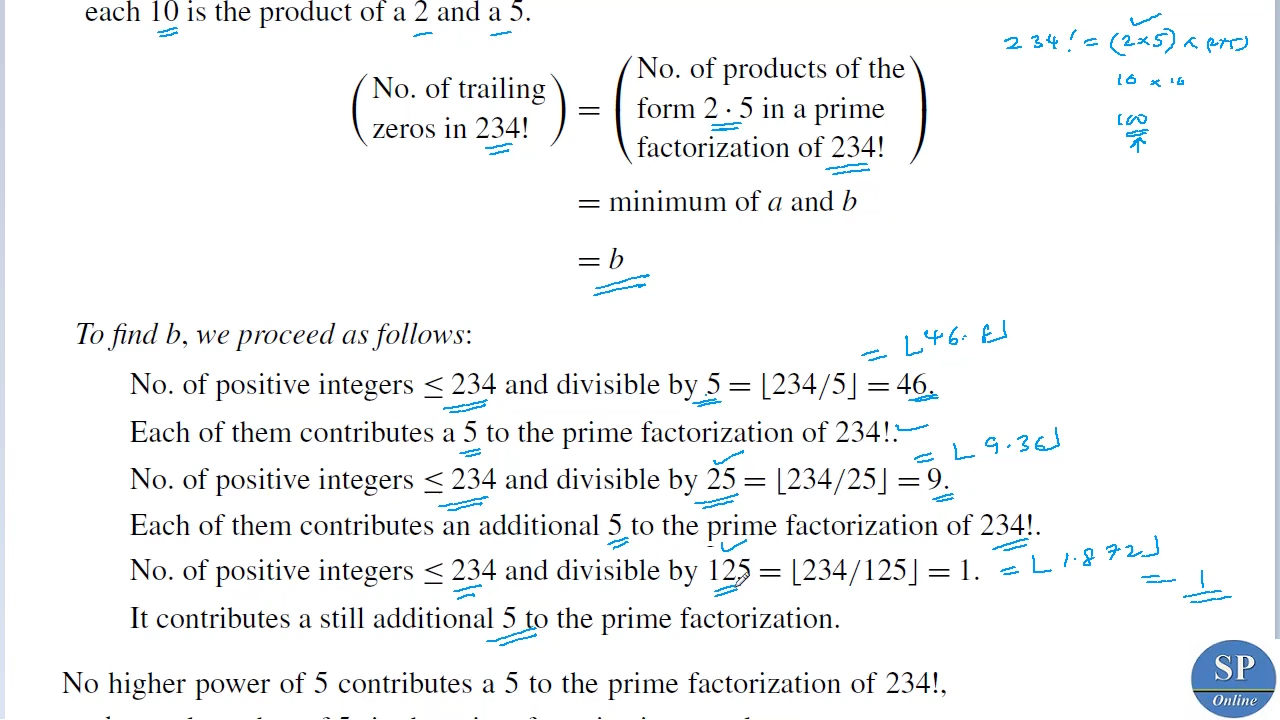 each 10 is the product of a 2 and a 5.
234! = (2×5) × (2×5)
10 × 10
100
(No. of trailing zeros in 234!) = (No. of products of the form 2 · 5 in a prime factorization of 234!)
= minimum of a and b
= b
To find b, we proceed as follows:
= ⌊46.8⌋
No. of positive integers ≤ 234 and divisible by 5 = ⌊234/5⌋ = 46.
Each of them contributes a 5 to the prime factorization of 234!.
= ⌊9.36⌋
No. of positive integers ≤ 234 and divisible by 25 = ⌊234/25⌋ = 9.
Each of them contributes an additional 5 to the prime factorization of 234!.
No. of positive integers ≤ 234 and divisible by 125 = ⌊234/125⌋ = 1. = ⌊1.872⌋ = 1
It contributes a still additional 5 to the prime factorization.
No higher power of 5 contributes a 5 to the prime factorization of 234!,
SP
Online